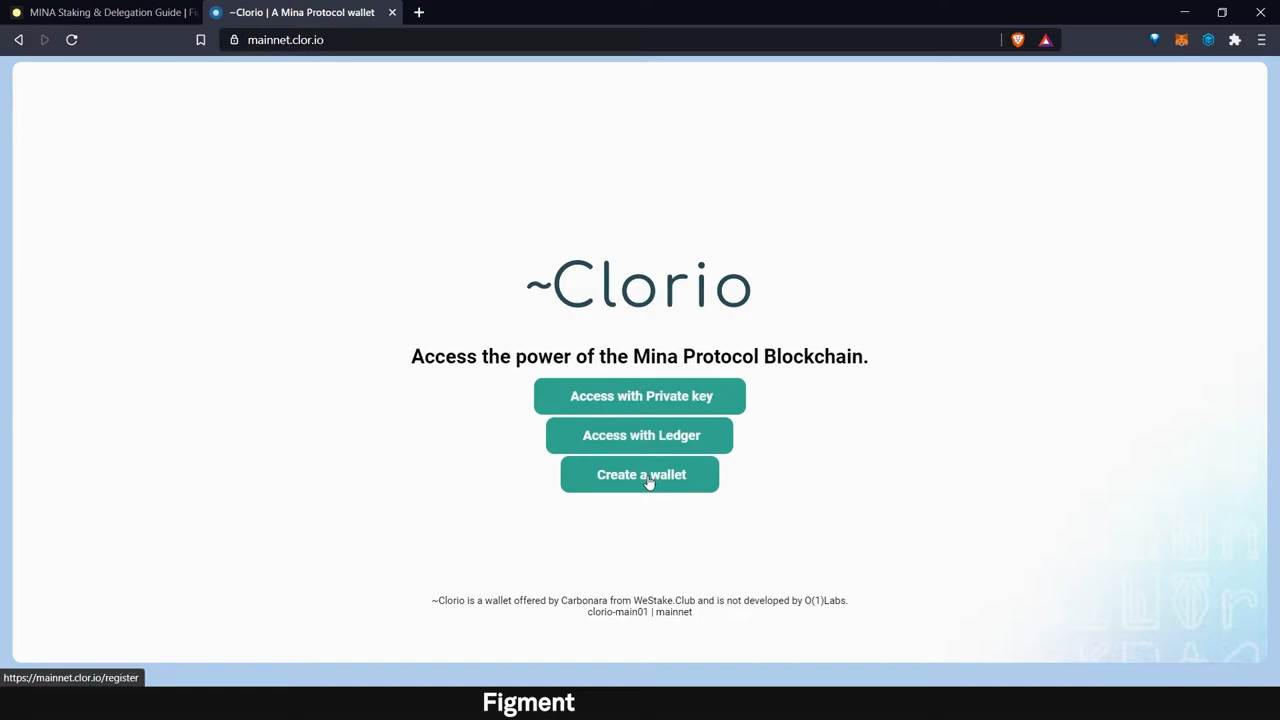 MINA Staking & Delegation Guide | Fi
~Clorio | A Mina Protocol wallet
mainnet.clor.io
~Clorio
Access the power of the Mina Protocol Blockchain.
Access with Private key
Access with Ledger
Create a wallet
~Clorio is a wallet offered by Carbonara from WeStake.Club and is not developed by O(1)Labs.
clorio-main01 | mainnet
https://mainnet.clor.io/register
Figment